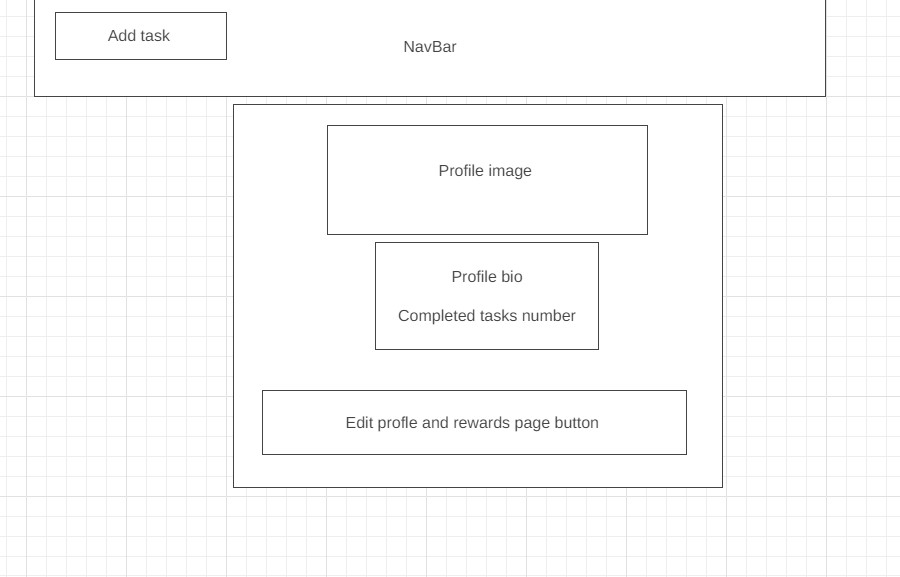 Add task
NavBar
Profile image
Profile bio
Completed tasks number
Edit profle and rewards page button